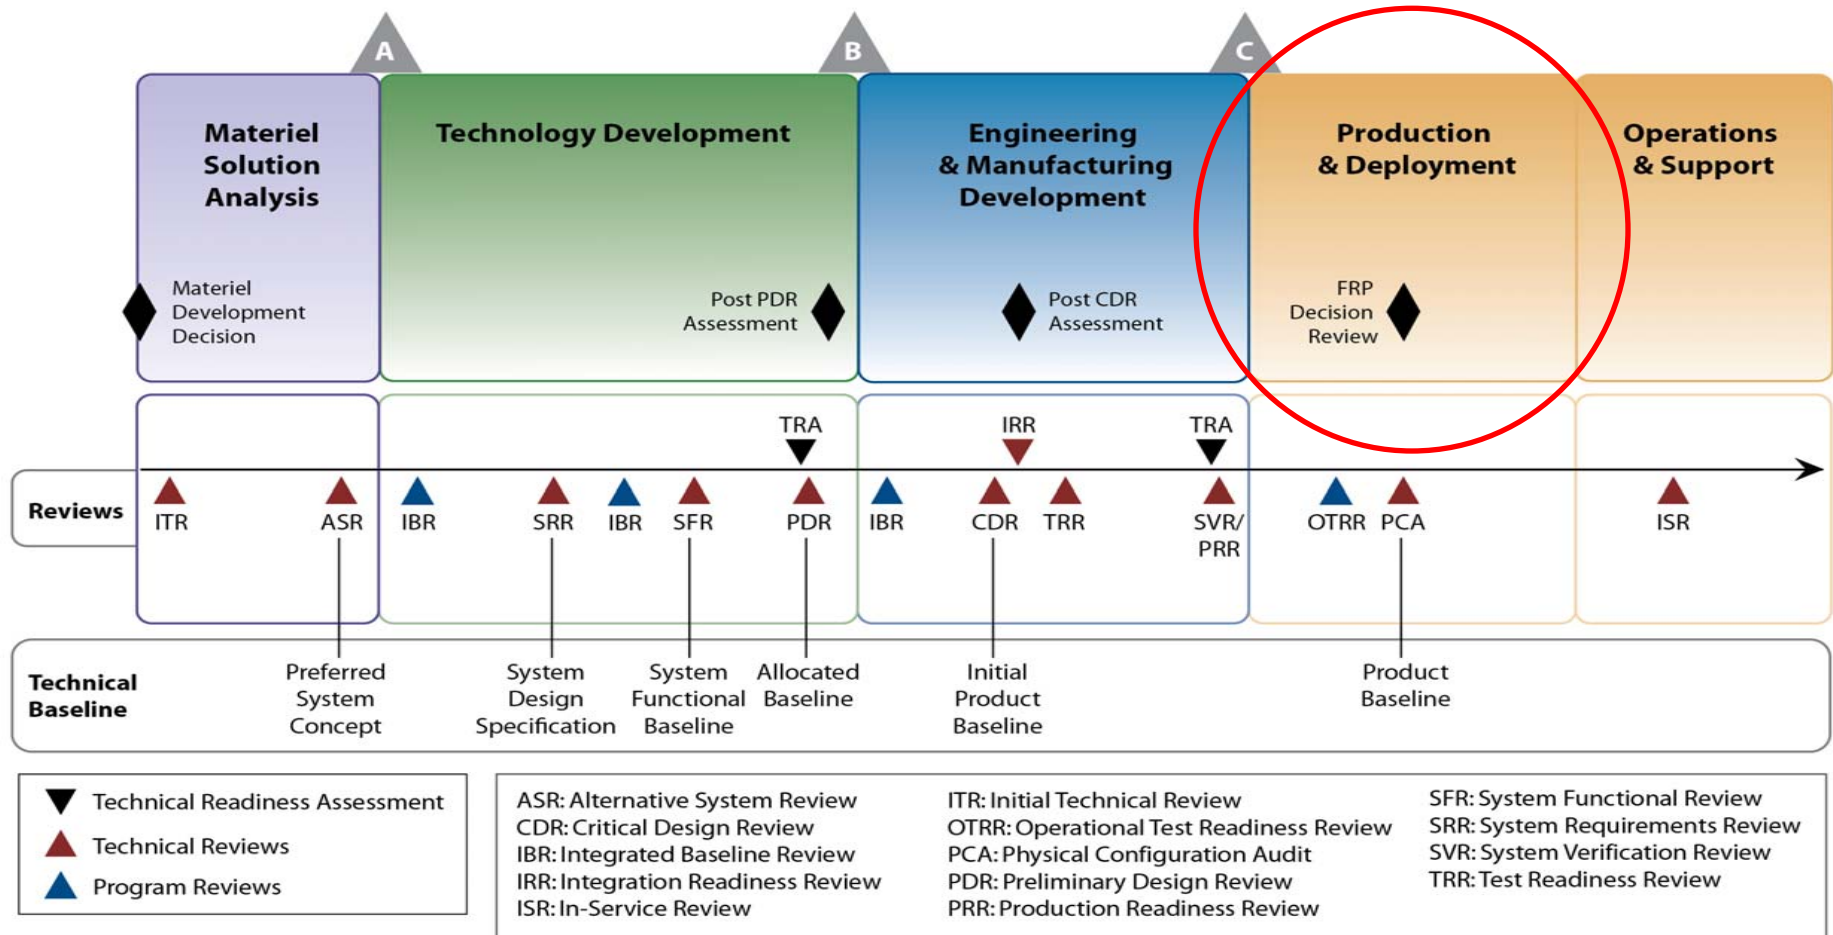 A
B
C
Materiel
Solution
Analysis
Technology Development
Engineering
& Manufacturing
Development
Production
& Deployment
Operations
& Support
Materiel
Development
Decision
Post PDR
Assessment
Post CDR
Assessment
FRP
Decision
Review
TRA
IRR
TRA
Reviews
ITR
ASR
IBR
SRR
IBR
SFR
PDR
IBR
CDR
TRR
SVR/
PRR
OTRR
PCA
ISR
Technical
Baseline
Preferred
System
Concept
System
Design
Specification
System
Functional
Baseline
Allocated
Baseline
Initial
Product
Baseline
Product
Baseline
Technical Readiness Assessment
Technical Reviews
Program Reviews
ASR: Alternative System Review
CDR: Critical Design Review
IBR: Integrated Baseline Review
IRR: Integration Readiness Review
ISR: In-Service Review
ITR: Initial Technical Review
OTRR: Operational Test Readiness Review
PCA: Physical Configuration Audit
PDR: Preliminary Design Review
PRR: Production Readiness Review
SFR: System Functional Review
SRR: System Requirements Review
SVR: System Verification Review
TRR: Test Readiness Review